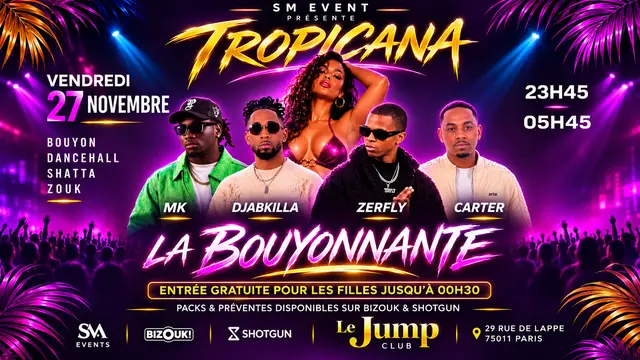 SM EVENT
PRÉSENTE
TROPICANA
VENDREDI
27 NOVEMBRE
BOUYON
DANCEHALL
SHATTA
ZOUK
23H45
05H45
MK
DJABKILLA
ZERFLY
CARTER
LA BOUYONNANTE
ENTRÉE GRATUITE POUR LES FILLES JUSQU'À 00H30
PACKS & PRÉVENTES DISPONIBLES SUR BIZOUK & SHOTGUN
EVENTS
BIZOUK!
SHOTGUN
Le Jump
CLUB
29 RUE DE LAPPE
75011 PARIS